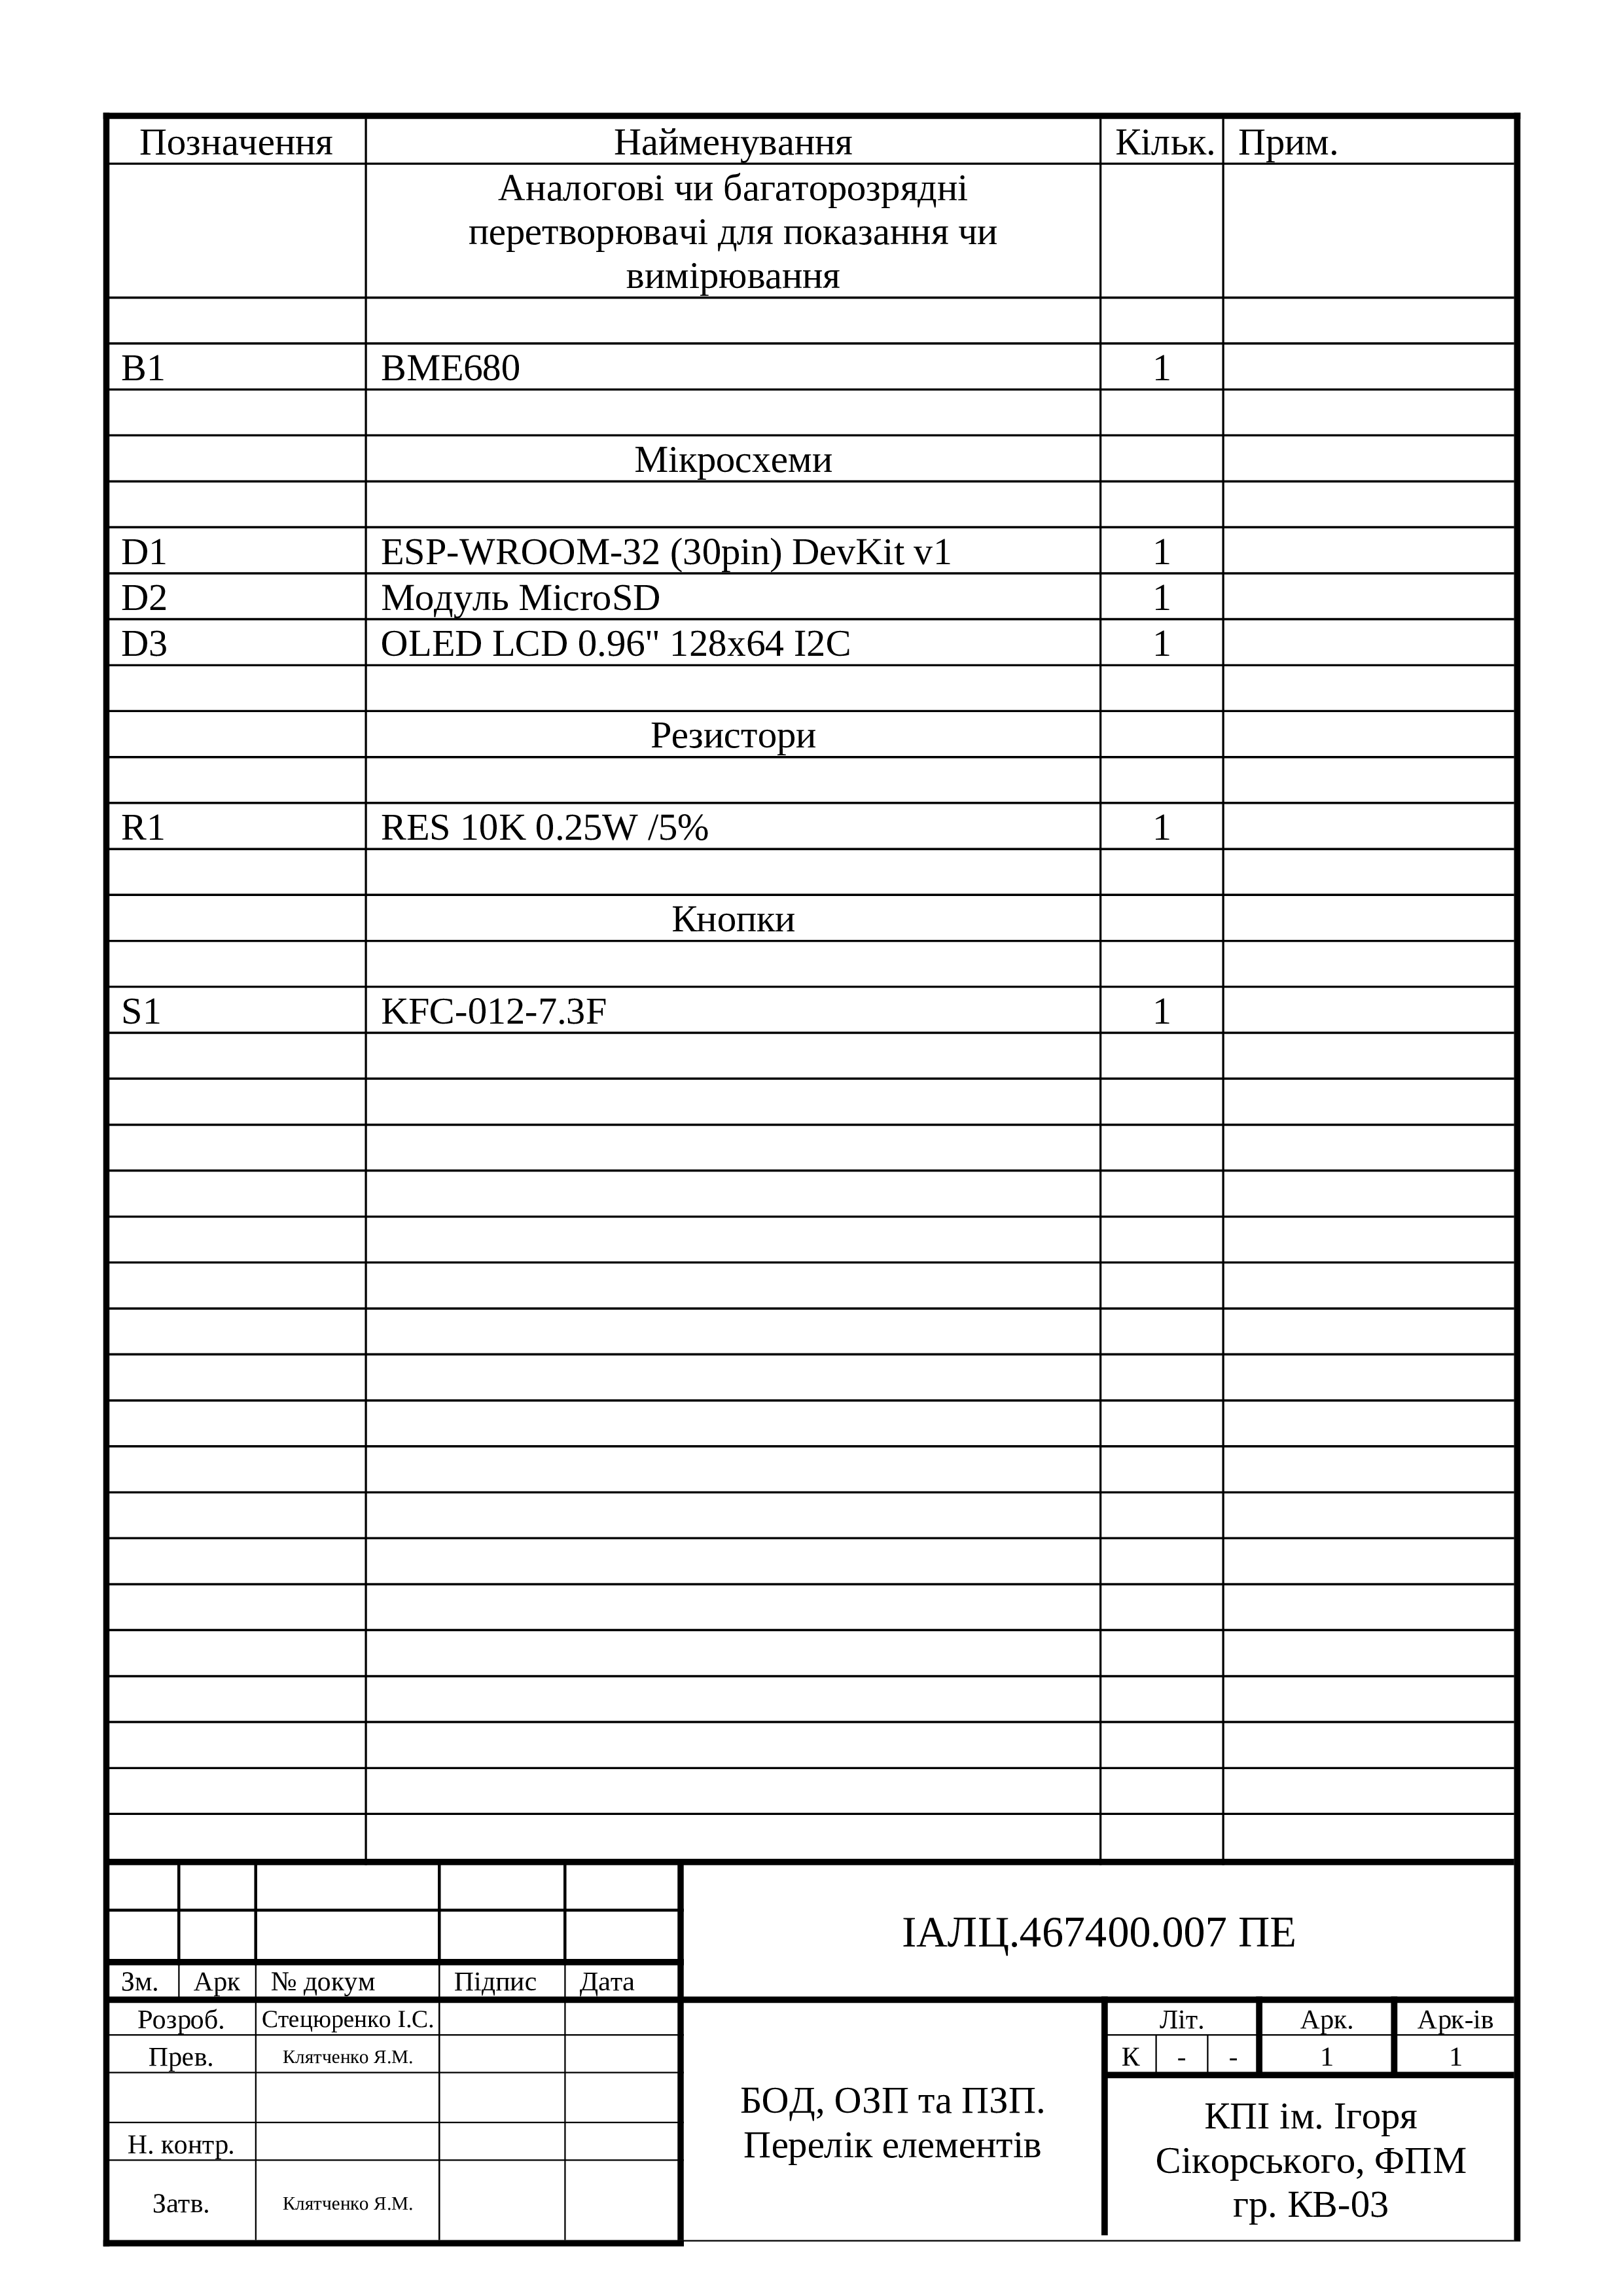 Позначення Найменування Кільк. Прим.
Аналогові чи багаторозрядні
перетворювачі для показання чи
вимірювання
B1 BME680 1
Мікросхеми
D1 ESP-WROOM-32 (30pin) DevKit v1 1
D2 Модуль MicroSD 1
D3 OLED LCD 0.96" 128x64 I2C 1
Резистори
R1 RES 10K 0.25W /5% 1
Кнопки
S1 KFC-012-7.3F 1
ІАЛЦ.467400.007 ПЕ
Зм. Арк № докум Підпис Дата
Розроб. Стецюренко І.С.
Прев. Клятченко Я.М.
Н. контр.
Затв. Клятченко Я.М.
БОД, ОЗП та ПЗП.
Перелік елементів
Літ. Арк. Арк-ів
К - - 1 1
КПІ ім. Ігоря
Сікорського, ФПМ
гр. КВ-03